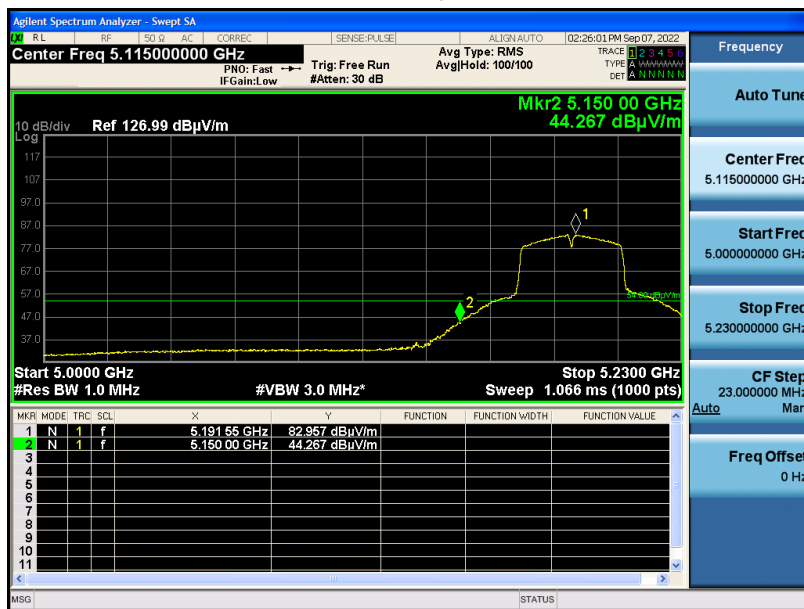 Agilent Spectrum Analyzer - Swept SA
LXI RL RF 50 Ω AC CORREC SENSE:PULSE ALIGN AUTO 02:26:01 PM Sep 07, 2022
Center Freq 5.115000000 GHz
PNO: Fast
IFGain:Low
Trig: Free Run
#Atten: 30 dB
Avg Type: RMS
Avg|Hold: 100/100
TRACE 1 2 3 4 5 6
TYPE A WWWWW
DET A N N N N N
Mkr2 5.150 00 GHz
44.267 dBµV/m
10 dB/div Ref 126.99 dBµV/m
Log
117
107
97.0
87.0
77.0
67.0
57.0
47.0
37.0
1
2
54.00 dBµV/m
Start 5.0000 GHz
Stop 5.2300 GHz
#Res BW 1.0 MHz
#VBW 3.0 MHz*
Sweep 1.066 ms (1000 pts)
MKR MODE TRC SCL X Y FUNCTION FUNCTION WIDTH FUNCTION VALUE
1 N 1 f 5.191 55 GHz 82.957 dBµV/m
2 N 1 f 5.150 00 GHz 44.267 dBµV/m
3
4
5
6
7
8
9
10
11
MSG
STATUS
Frequency
Auto Tune
Center Freq
5.115000000 GHz
Start Freq
5.000000000 GHz
Stop Freq
5.230000000 GHz
CF Step
23.000000 MHz
Auto Man
Freq Offset
0 Hz